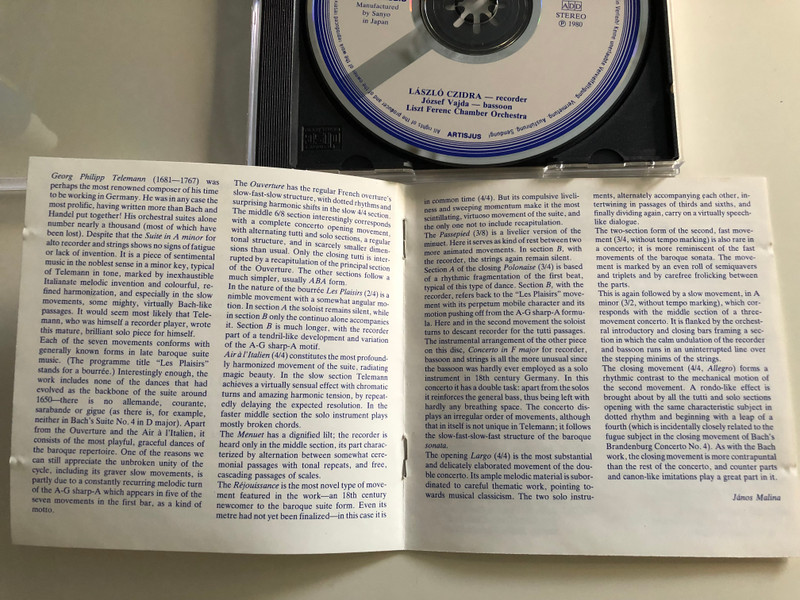 Manufactured
by Sanyo
in Japan
ADD
STEREO
Ⓟ 1980
LÁSZLÓ CZIDRA — recorder
József Vajda — bassoon
Liszt Ferenc Chamber Orchestra
ARTISJUS
Georg Philipp Telemann (1681—1767) was
perhaps the most renowned composer of his time
to be working in Germany. He was in any case the
most prolific, having written more than Bach and
Handel put together! His orchestral suites alone
number nearly a thousand (most of which have
been lost). Despite that the Suite in A minor for
alto recorder and strings shows no signs of fatigue
or lack of invention. It is a piece of sentimental
music in the noblest sense in a minor key, typical
of Telemann in tone, marked by inexhaustible
Italianate melodic invention and colourful, re-
fined harmonization, and especially in the slow
movements, some mighty, virtually Bach-like
passages. It would seem most likely that Tele-
mann, who was himself a recorder player, wrote
this mature, brilliant solo piece for himself.
Each of the seven movements conforms with
generally known forms in late baroque suite
music. (The programme title "Les Plaisirs"
stands for a bourrée.) Interestingly enough, the
work includes none of the dances that had
evolved as the backbone of the suite around
1650—there is no allemande, courante,
sarabande or gigue (as there is, for example,
neither in Bach's Suite No. 4 in D major). Apart
from the Ouverture and the Air à l'Italien, it
consists of the most playful, graceful dances of
the baroque repertoire. One of the reasons we
can still appreciate the unbroken unity of the
cycle, including its graver slow movements, is
partly due to a constantly recurring melodic turn
of the A-G sharp-A which appears in five of the
seven movements in the first bar, as a kind of
motto.
The Ouverture has the regular French overture's
slow-fast-slow structure, with dotted rhythms and
surprising harmonic shifts in the slow 4/4 section.
The middle 6/8 section interestingly corresponds
with a complete concerto opening movement,
with alternating tutti and solo sections, a regular
tonal structure, and in scarcely smaller dimen-
sions than usual. Only the closing tutti is inter-
rupted by a recapitulation of the principal section
of the Ouverture. The other sections follow a
much simpler, usually ABA form.
In the nature of the bourrée Les Plaisirs (2/2) is a
nimble movement with a somewhat angular mo-
tion. In section A the soloist remains silent, while
in section B only the continuo alone accompanies
it. Section B is much longer, with the recorder
part of a tendril-like development and variation
of the A-G sharp-A motif.
Air à l'Italien (4/4) constitutes the most profound-
ly harmonized movement of the suite, radiating
magic beauty. In the slow section Telemann
achieves a virtually sensual effect with chromatic
turns and amazing harmonic tension, by repeat-
edly delaying the expected resolution. In the
faster middle section the solo instrument plays
mostly broken chords.
The Menuet has a dignified lilt; the recorder is
heard only in the middle section, its part charac-
terized by alternation between somewhat cere-
monial passages with tonal repeats, and free,
cascading passages of scales.
The Réjouissance is the most novel type of move-
ment featured in the work—an 18th century
newcomer to the baroque suite form. Even its
metre had not yet been finalized—in this case it is
in common time (4/4). But its compulsive liveli-
ness and sweeping momentum make it the most
scintillating, virtuoso movement of the suite, and
the only one not to include recapitulation.
The Passepied (3/8) is a livelier version of the
minuet. Here it serves as kind of rest between two
more animated movements. In section B, with
the recorder, the strings again remain silent.
Section A of the closing Polonaise (3/4) is based
of a rhythmic fragmentation of the first beat,
typical of this type of dance. Section B, with the
recorder, refers back to the "Les Plaisirs" move-
ment with its perpetum mobile character and its
motion pushing off from the A-G sharp-A formu-
la. Here and in the second movement the soloist
turns to descant recorder for the tutti passages.
The instrumental arrangement of the other piece
on this disc, Concerto in F major for recorder,
bassoon and strings is all the more unusual since
the bassoon was hardly ever employed as a solo
instrument in 18th century Germany. In this
concerto it has a double task: apart from the solos
it reinforces the general bass, thus being left with
hardly any breathing space. The concerto dis-
plays an irregular order of movements, although
that in itself is not unique in Telemann; it follows
the slow-fast-slow-fast structure of the baroque
sonata.
The opening Largo (4/4) is the most substantial
and delicately elaborated movement of the dou-
ble concerto. Its ample melodic material is subor-
dinated to careful thematic work, pointing to-
wards musical classicism. The two solo instru-
ments, alternately accompanying each other, in-
tertwining in passages of thirds and sixths, and
finally dividing again, carry on a virtually speech-
like dialogue.
The two-section form of the second, fast move-
ment (3/4, without tempo marking) is also rare in
a concerto; it is more reminiscent of the fast
movements of the baroque sonata. The move-
ment is marked by an even roll of semiquavers
and triplets and by carefree frolicking between
the parts.
This is again followed by a slow movement, in A
minor (3/2, without tempo marking), which cor-
responds with the middle section of a three-
movement concerto. It is flanked by the orchest-
ral introductory and closing bars framing a sec-
tion in which the calm undulation of the recorder
and bassoon runs in an uninterrupted line over
the stepping minims of the strings.
The closing movement (4/4, Allegro) forms a
rhythmic contrast to the mechanical motion of
the second movement. A rondo-like effect is
brought about by all the tutti and solo sections
opening with the same characteristic subject in
dotted rhythm and beginning with a leap of a
fourth (which is incidentally closely related to the
fugue subject in the closing movement of Bach's
Brandenburg Concerto No. 4). As with the Bach
work, the closing movement is more contrapuntal
than the rest of the concerto, and counter parts
and canon-like imitations play a great part in it.
János Malina